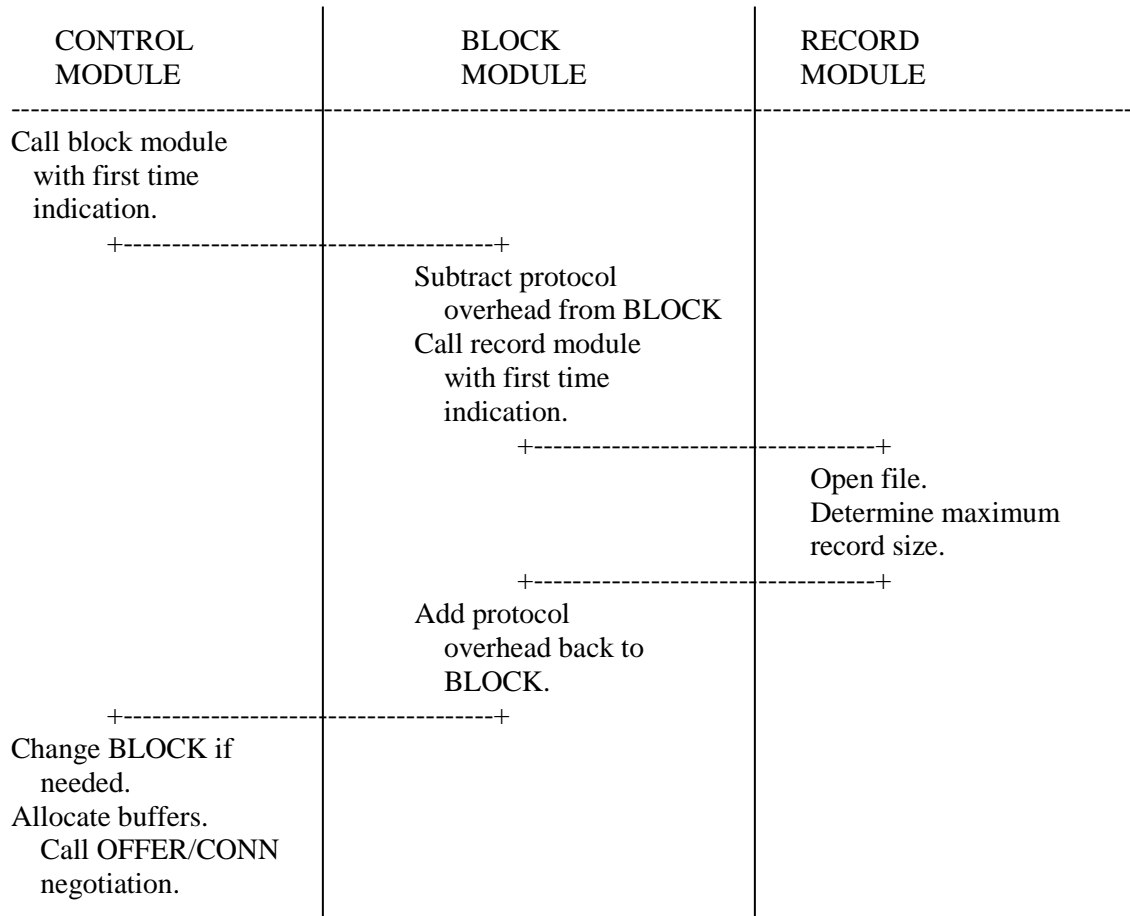 CONTROL MODULE
BLOCK MODULE
RECORD MODULE
--------------------------------------------------------------------------------
Call block module
with first time
indication.
+--------------------------------------+
Subtract protocol
overhead from BLOCK
Call record module
with first time
indication.
+-----------------------------------+
Open file.
Determine maximum
record size.
+-----------------------------------+
Add protocol
overhead back to
BLOCK.
+--------------------------------------+
Change BLOCK if
needed.
Allocate buffers.
Call OFFER/CONN
negotiation.